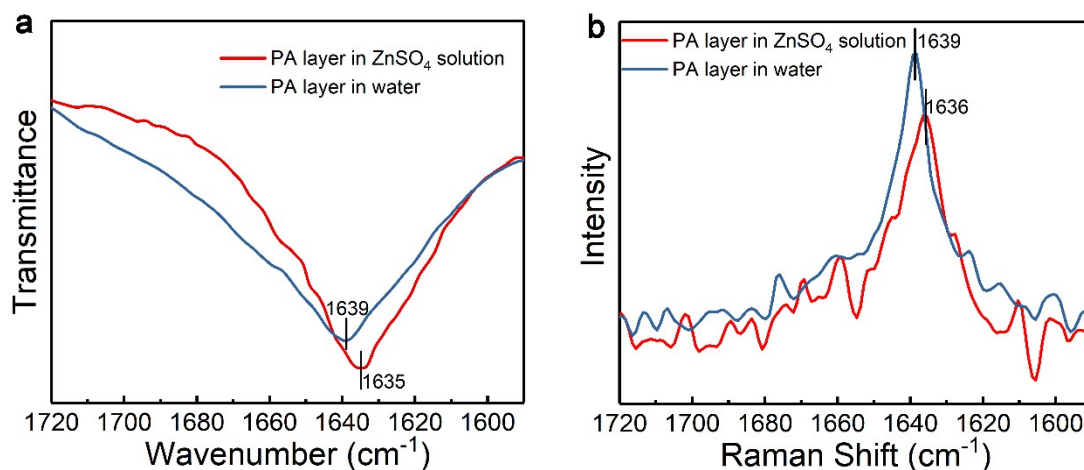 a
PA layer in ZnSO4 solution
PA layer in water
1639
1635
Transmittance
1720 1700 1680 1660 1640 1620 1600
Wavenumber (cm-1)
b
PA layer in ZnSO4 solution
PA layer in water
1639
1636
Intensity
1720 1700 1680 1660 1640 1620 1600
Raman Shift (cm-1)